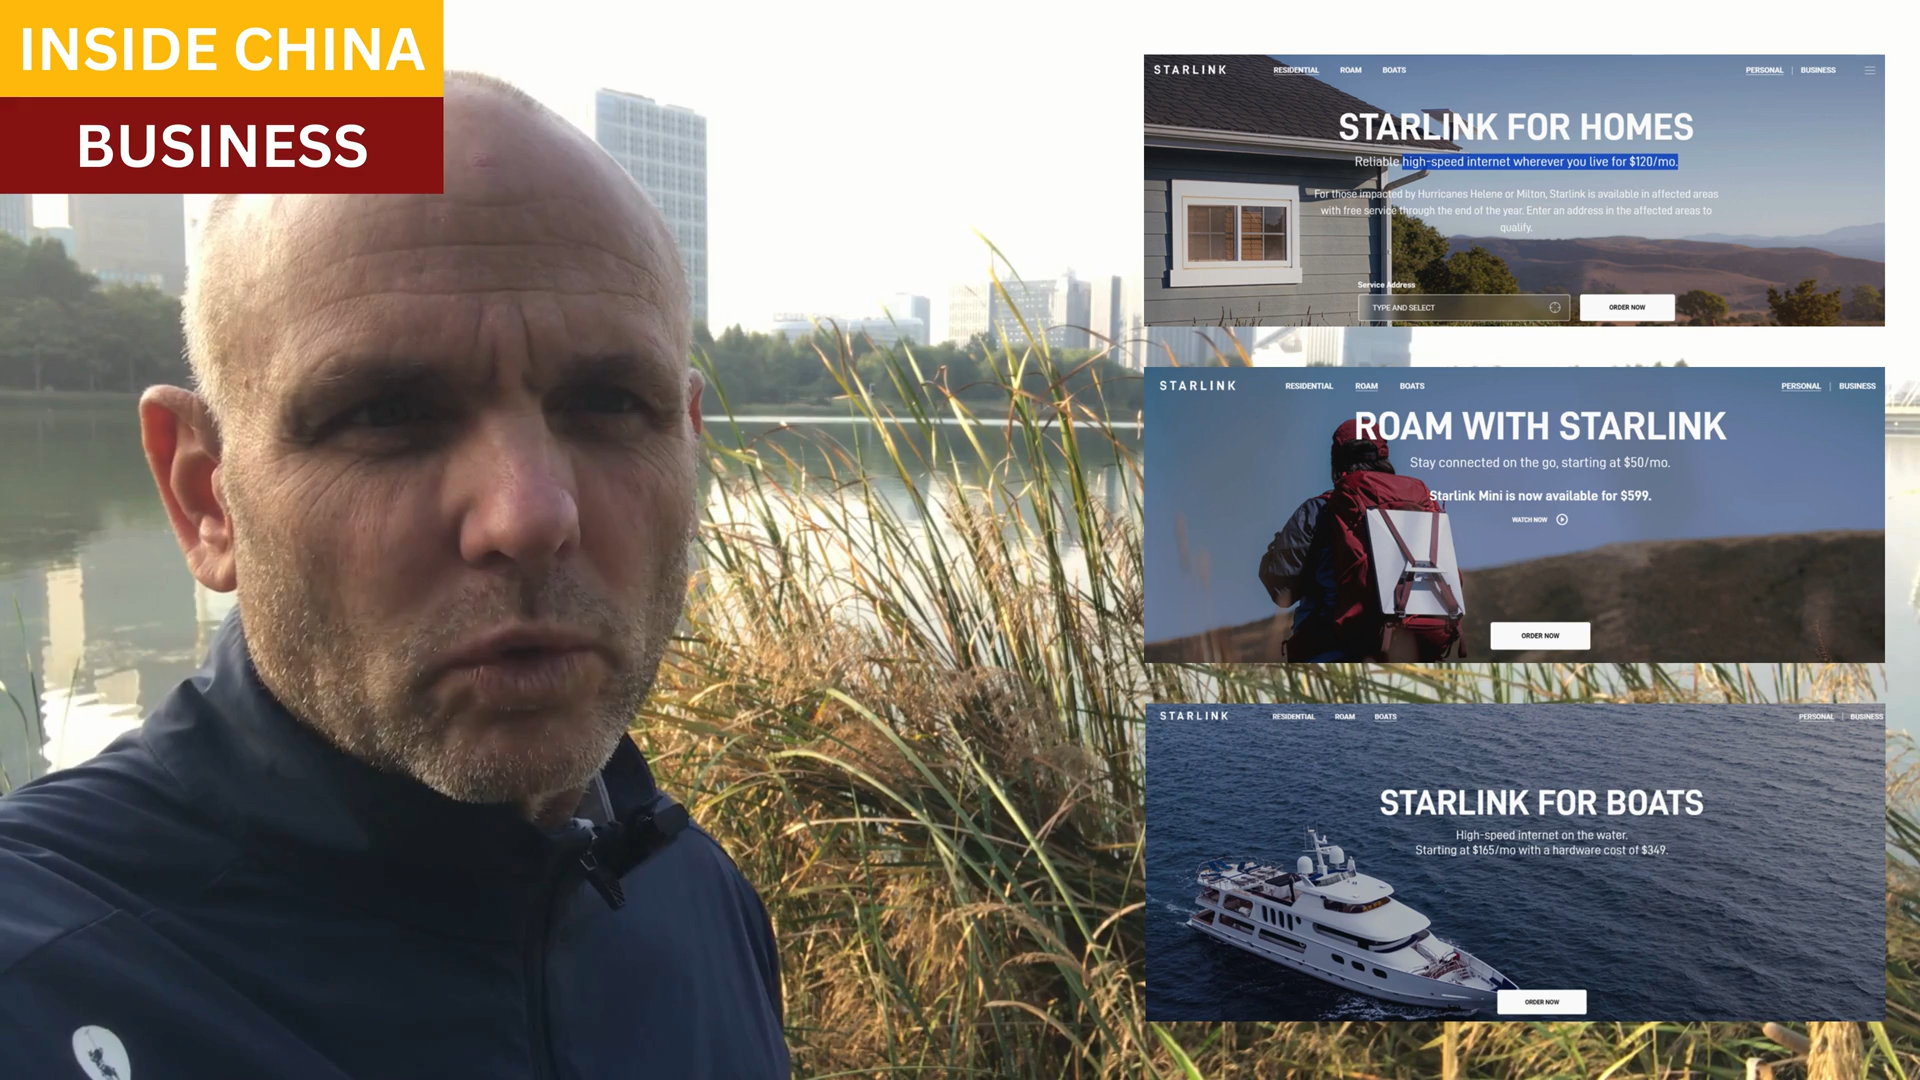 INSIDE CHINA
BUSINESS
STARLINK RESIDENTIAL ROAM BOATS PERSONAL | BUSINESS
STARLINK FOR HOMES
Reliable high-speed internet wherever you live for $120/mo.
For those impacted by Hurricanes Helene or Milton, Starlink is available in affected areas
with free service through the end of the year. Enter an address in the affected areas to
qualify.
Service Address
TYPE AND SELECT ORDER NOW
STARLINK RESIDENTIAL ROAM BOATS PERSONAL | BUSINESS
ROAM WITH STARLINK
Stay connected on the go, starting at $50/mo.
Starlink Mini is now available for $599.
WATCH NOW
ORDER NOW
STARLINK RESIDENTIAL ROAM BOATS PERSONAL | BUSINESS
STARLINK FOR BOATS
High-speed internet on the water.
Starting at $165/mo with a hardware cost of $349.
ORDER NOW